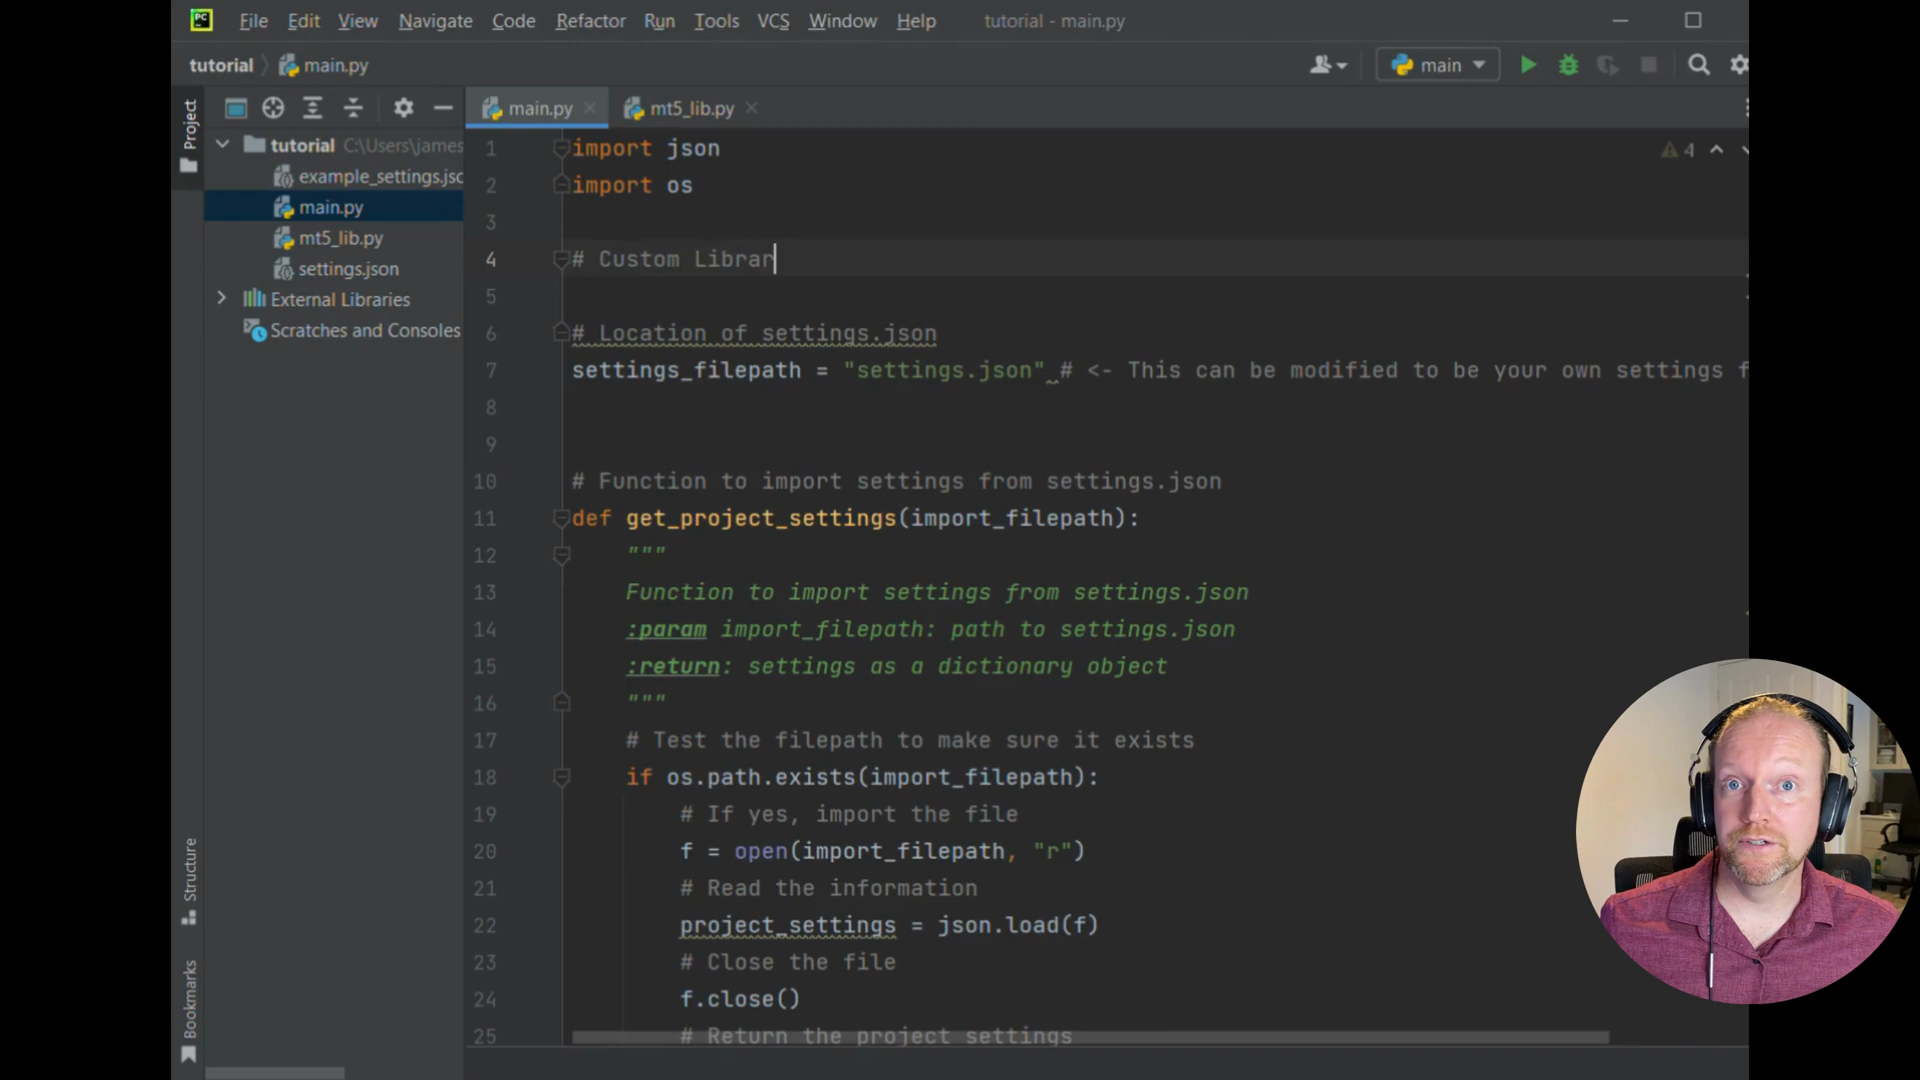 PC File Edit View Navigate Code Refactor Run Tools VCS Window Help tutorial - main.py
tutorial main.py main
Project main.py mt5_lib.py
tutorial C:\Users\james
example_settings.jsc
main.py
mt5_lib.py
settings.json
External Libraries
Scratches and Consoles
Structure
Bookmarks
4
1 import json
2 import os
3
4 # Custom Librar
5
6 # Location of settings.json
7 settings_filepath = "settings.json" # <- This can be modified to be your own settings f
8
9
10 # Function to import settings from settings.json
11 def get_project_settings(import_filepath):
12 """
13 Function to import settings from settings.json
14 :param import_filepath: path to settings.json
15 :return: settings as a dictionary object
16 """
17 # Test the filepath to make sure it exists
18 if os.path.exists(import_filepath):
19 # If yes, import the file
20 f = open(import_filepath, "r")
21 # Read the information
22 project_settings = json.load(f)
23 # Close the file
24 f.close()
25 # Return the project settings